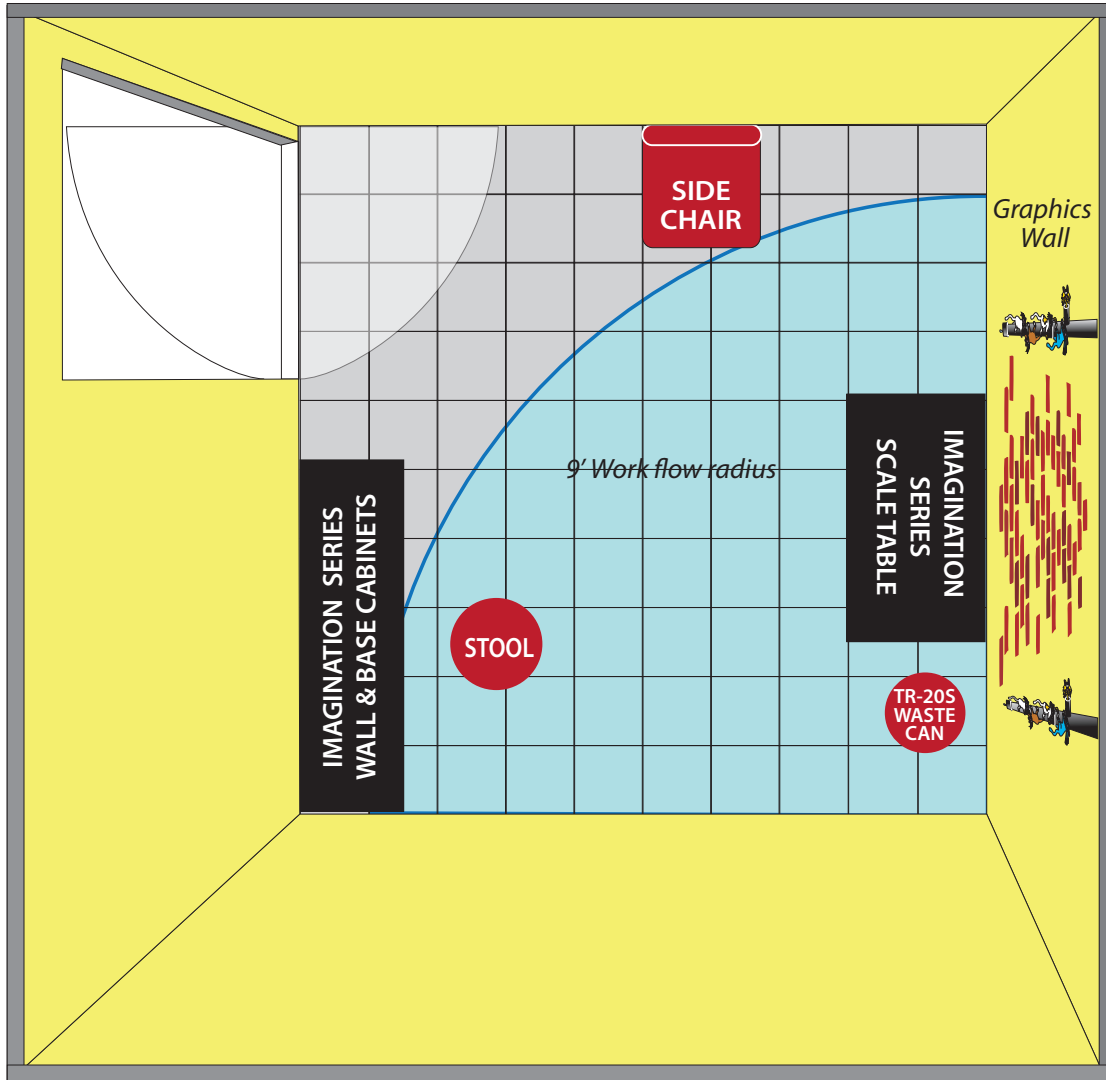 SIDE
CHAIR
Graphics
Wall
9’ Work flow radius
IMAGINATION
SERIES
SCALE TABLE
IMAGINATION  SERIES
WALL & BASE CABINETS
STOOL
TR-20S
WASTE
CAN